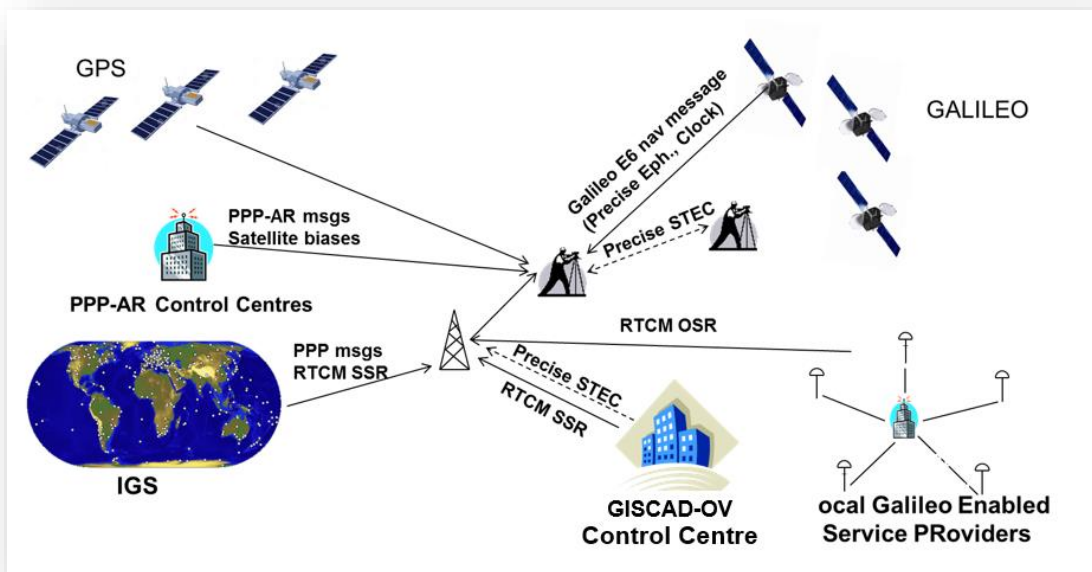 GPS
GALILEO
Galileo E6 nav message
(Precise Eph., Clock)
Precise STEC
PPP-AR msgs
Satellite biases
PPP-AR Control Centres
RTCM OSR
PPP msgs
RTCM SSR
Precise STEC
RTCM SSR
IGS
GISCAD-OV
Control Centre
ocal Galileo Enabled
Service PRoviders